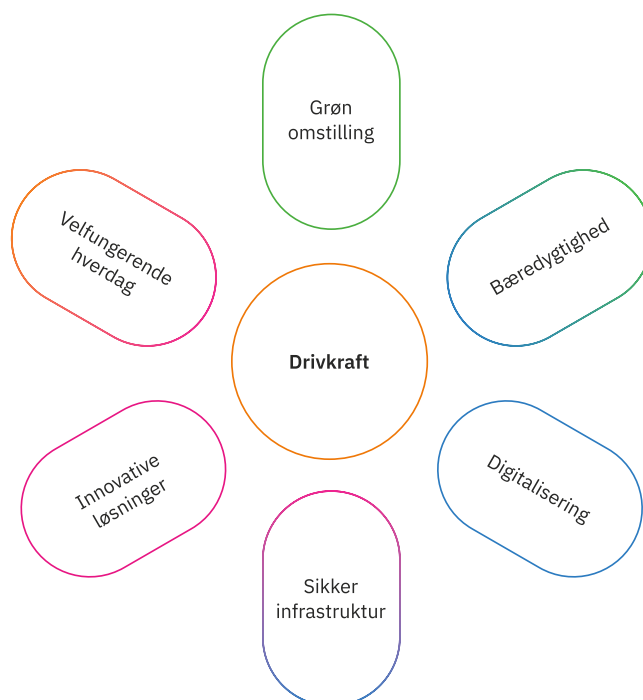 Grøn
omstilling
Velfungerende
hverdag
Bæredygtighed
Drivkraft
Innovative
løsninger
Digitalisering
Sikker
infrastruktur